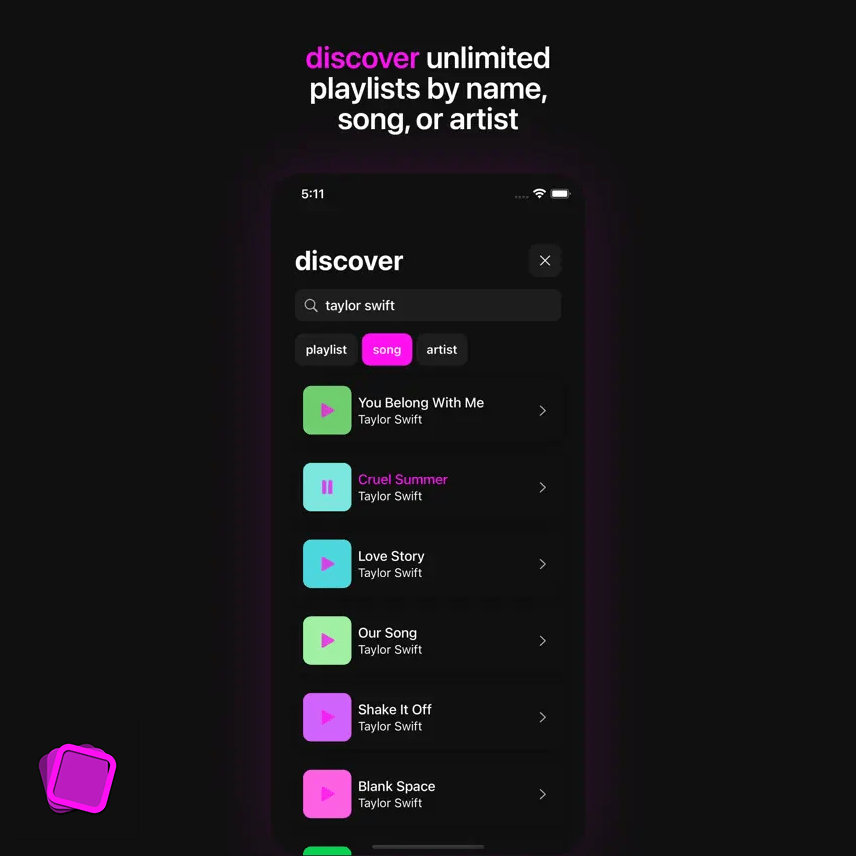 discover unlimited
playlists by name,
song, or artist
5:11
discover
taylor swift
playlist song artist
You Belong With Me
Taylor Swift
Cruel Summer
Taylor Swift
Love Story
Taylor Swift
Our Song
Taylor Swift
Shake It Off
Taylor Swift
Blank Space
Taylor Swift